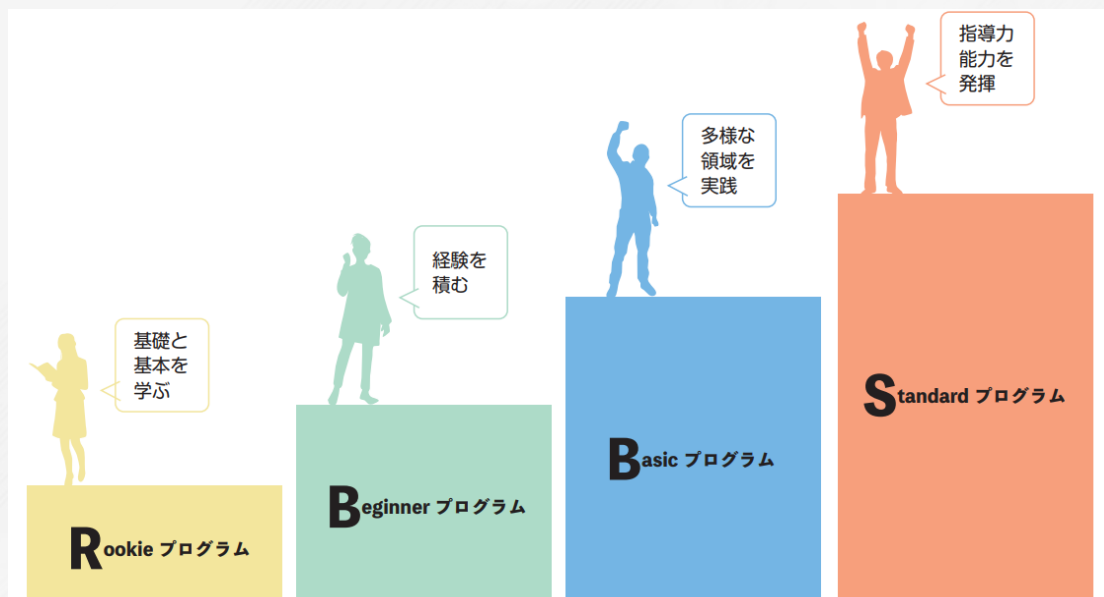 基礎と
基本を
学ぶ
Rookie プログラム
経験を
積む
Beginner プログラム
多様な
領域を
実践
Basic プログラム
指導力
能力を
発揮
Standard プログラム